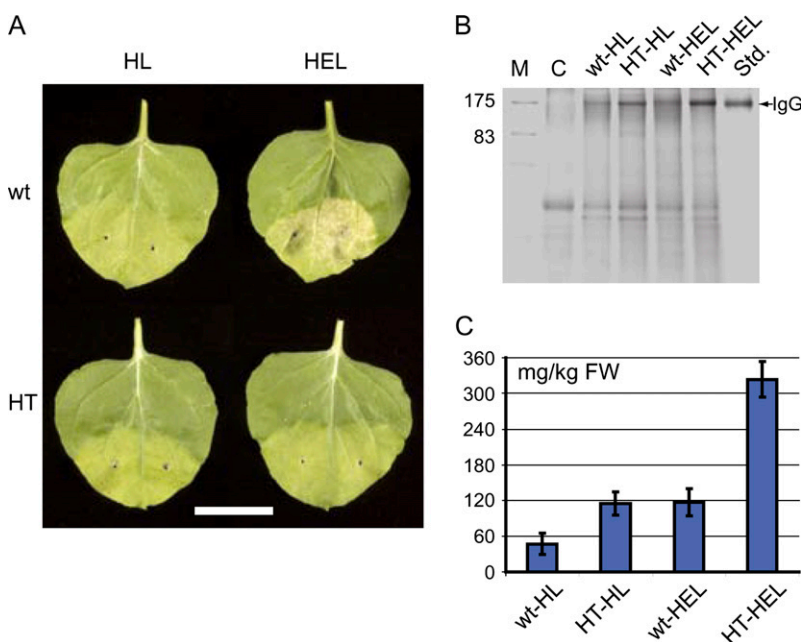 A
HL HEL
wt
HT
B
M C wt-HL HT-HL wt-HEL HT-HEL Std.
175 IgG
83
C
mg/kg FW
360
300
240
180
120
60
0
wt-HL HT-HL wt-HEL HT-HEL